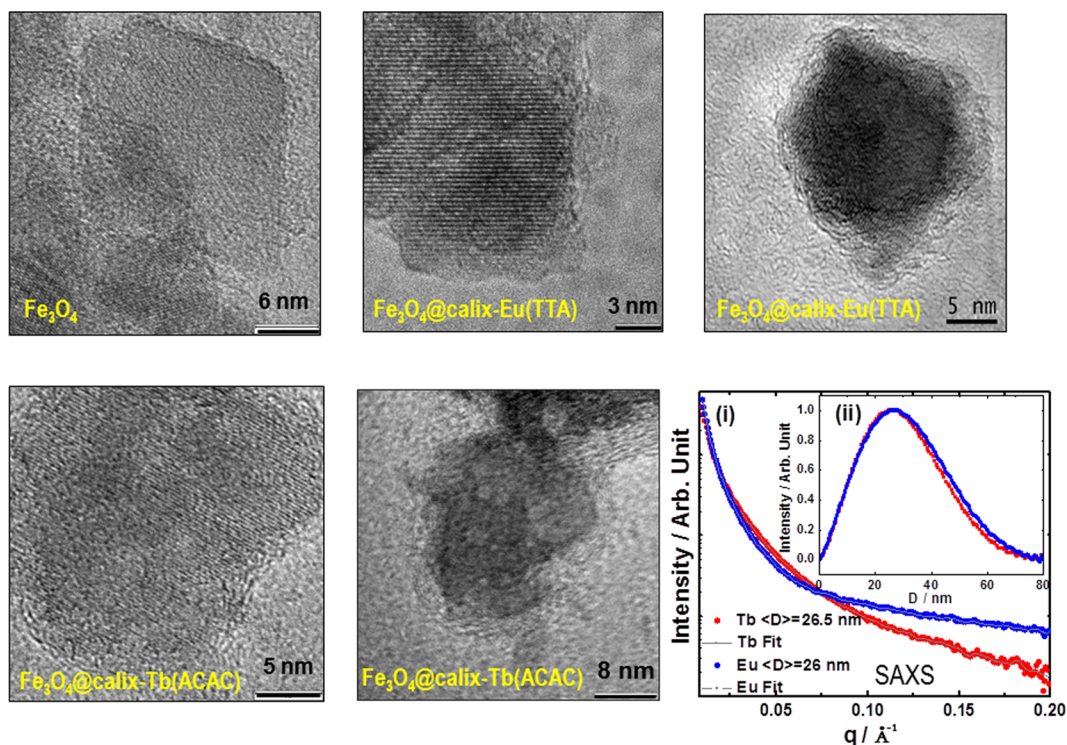 Fe₃O₄
6 nm
Fe₃O₄@calix-Eu(TTA)
3 nm
Fe₃O₄@calix-Eu(TTA)
5 nm
Fe₃O₄@calix-Tb(ACAC)
5 nm
Fe₃O₄@calix-Tb(ACAC)
8 nm
(i)
(ii)
Intensity / Arb. Unit
Intensity / Arb. Unit
1.0
0.8
0.6
0.4
0.2
0.0
0 20 40 60 80
D / nm
Tb <D>=26.5 nm
Tb Fit
Eu <D>=26 nm
Eu Fit
SAXS
0.05 0.10 0.15 0.20
q / Å⁻¹